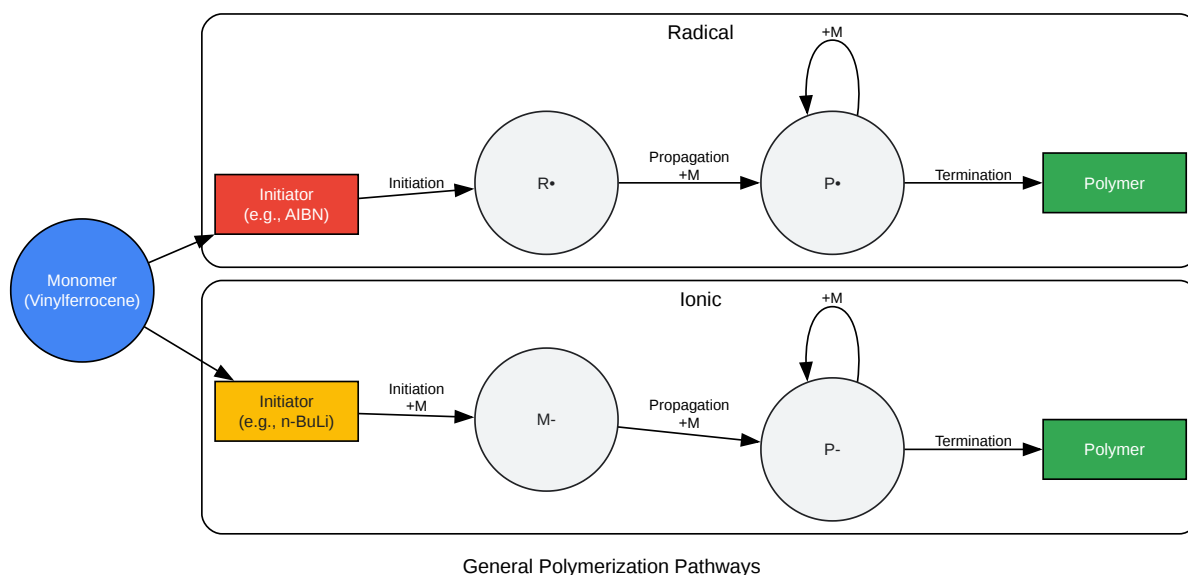 Radical
+M
Initiator
(e.g., AIBN)
Initiation
R•
Propagation
+M
P•
Termination
Polymer
Monomer
(Vinylferrocene)
Ionic
+M
Initiator
(e.g., n-BuLi)
Initiation
+M
M-
Propagation
+M
P-
Termination
Polymer
General Polymerization Pathways